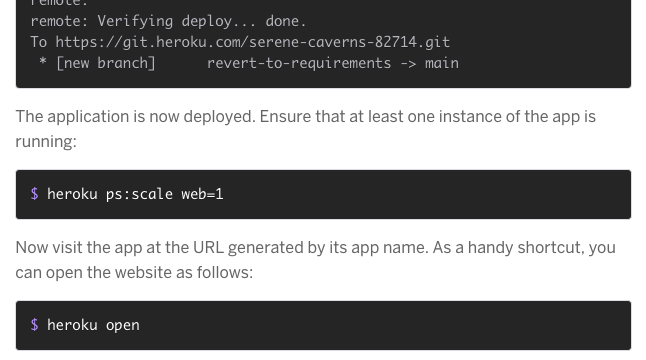 remote:
remote: Verifying deploy... done.
To https://git.heroku.com/serene-caverns-82714.git
 * [new branch]      revert-to-requirements -> main
The application is now deployed. Ensure that at least one instance of the app is
running:
$ heroku ps:scale web=1
Now visit the app at the URL generated by its app name. As a handy shortcut, you
can open the website as follows:
$ heroku open